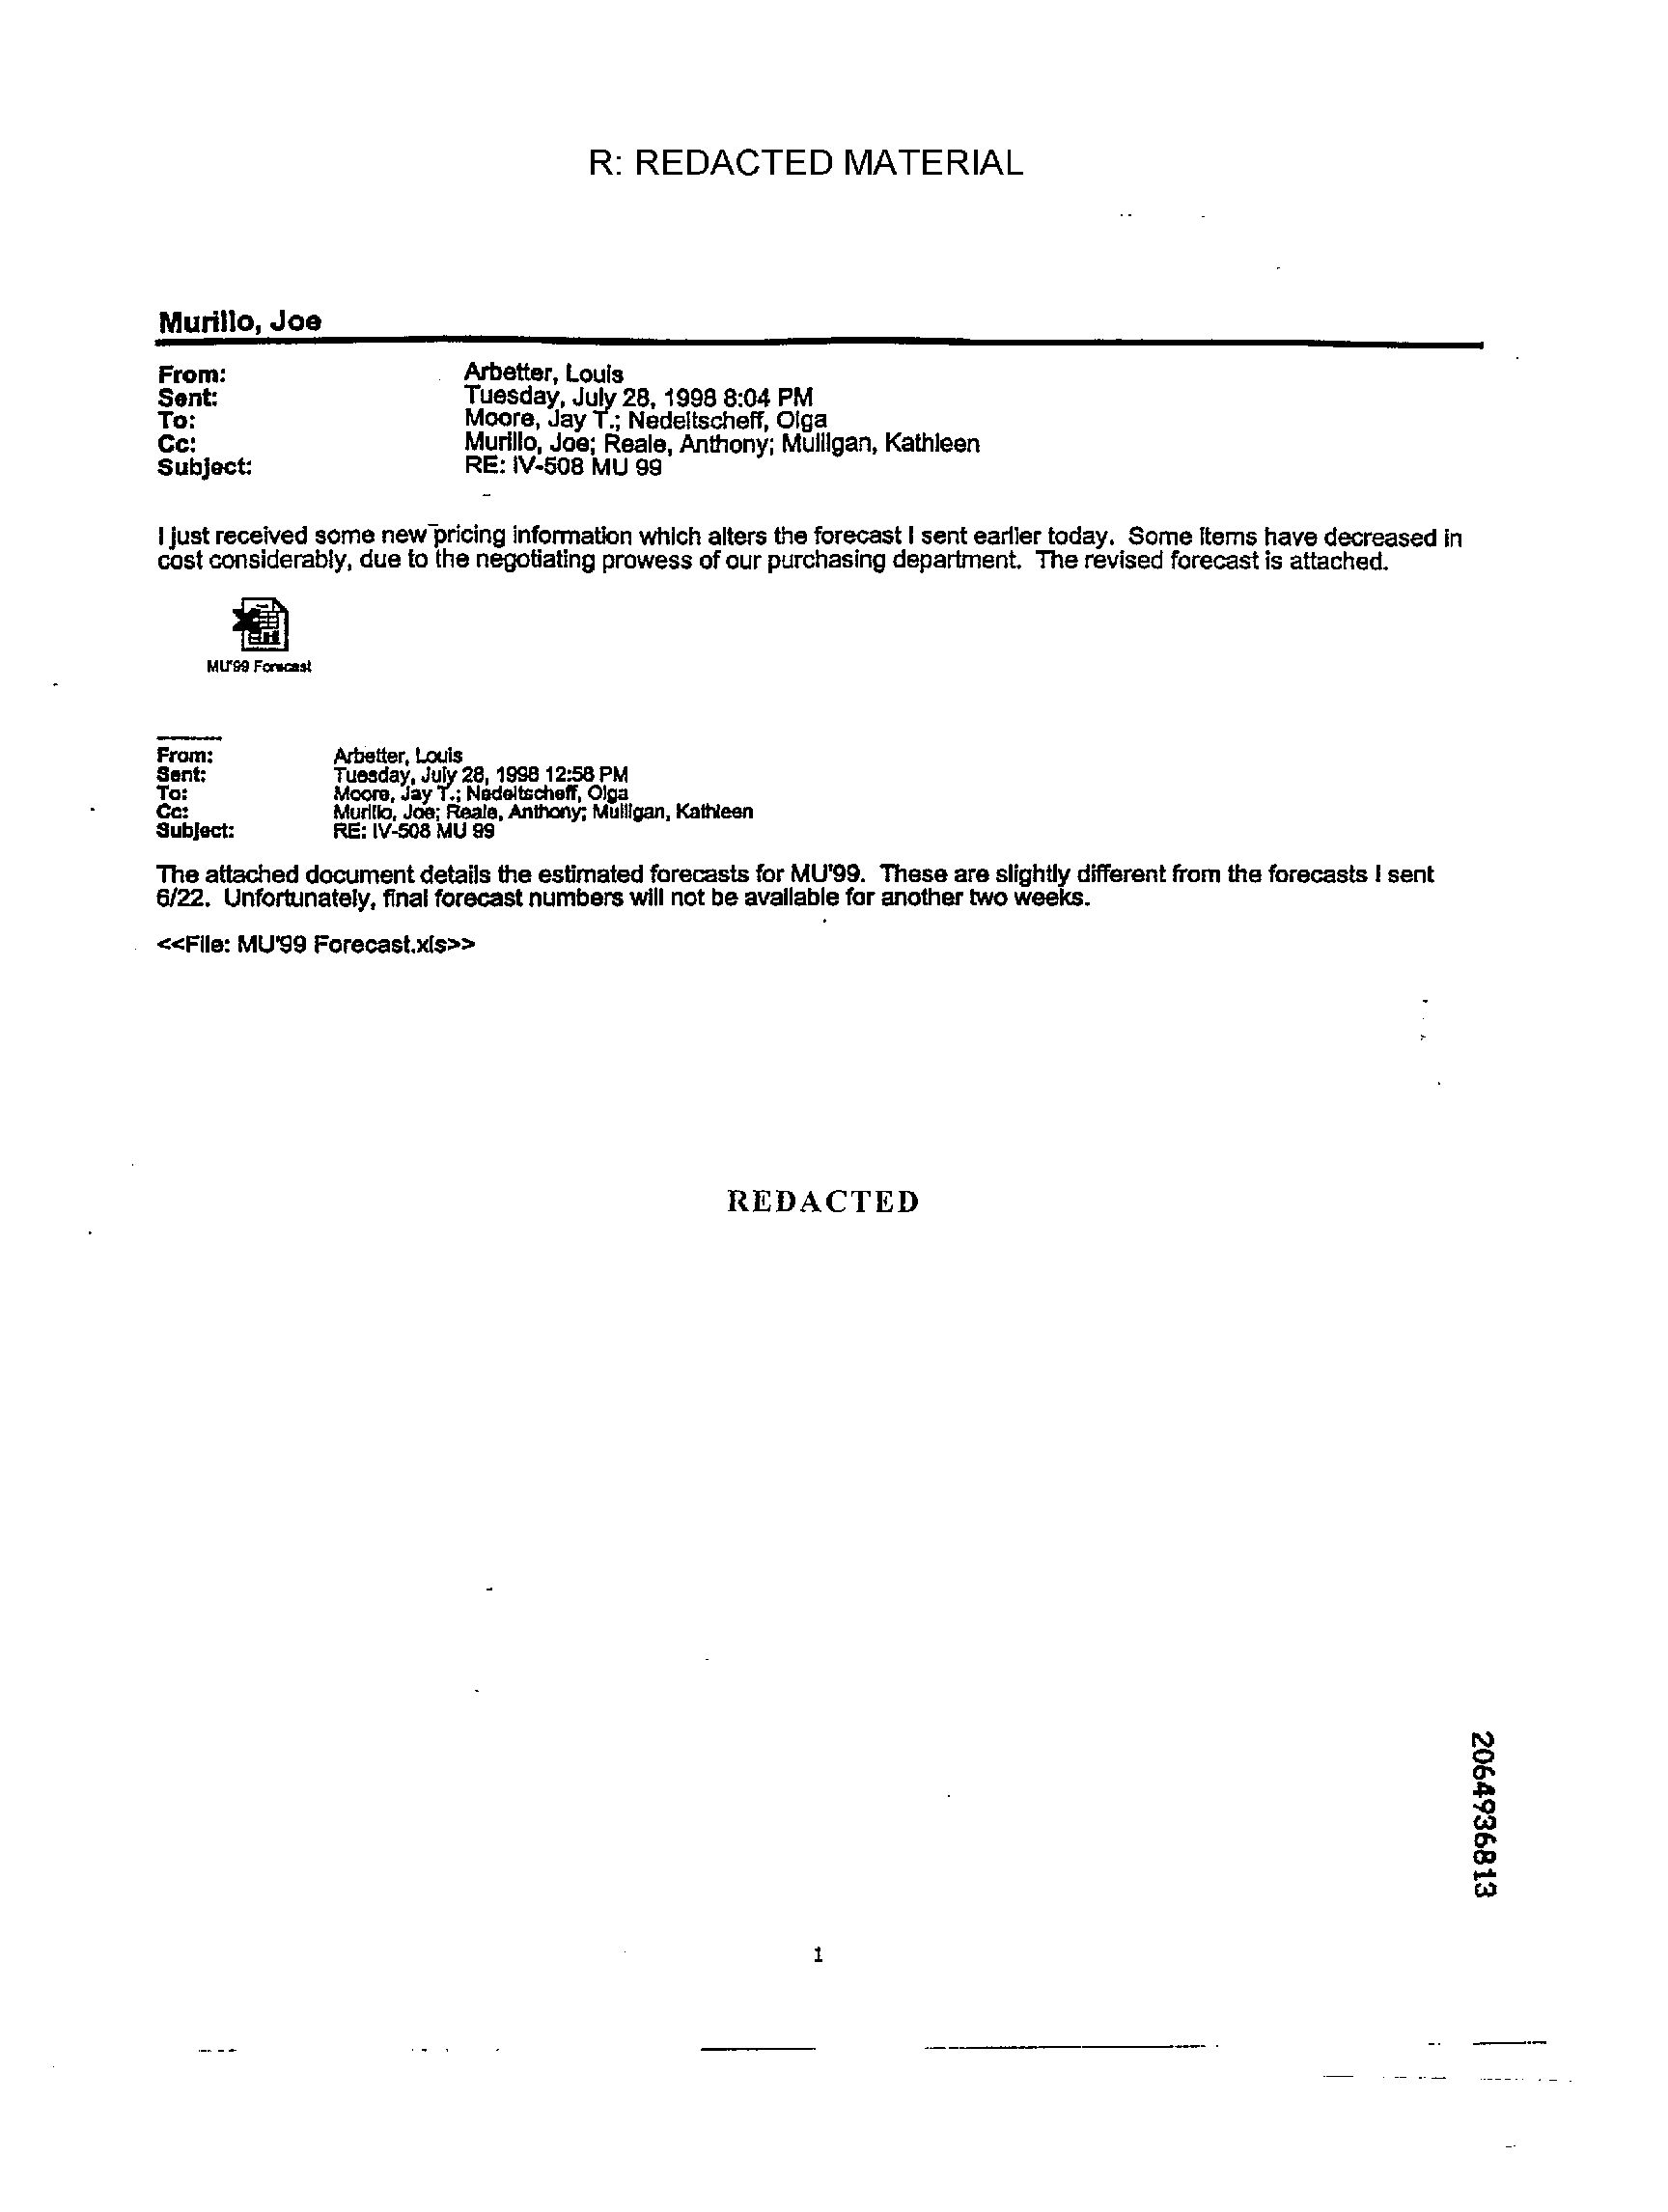 R: REDACTED MATERIAL
Murillo, Joe
From: Arbetter, Louis
Sent: Tuesday, July 28, 1998 8:04 PM
To: Moore, Jay T.; Nedeltscheff, Olga
Cc: Murillo, Joe; Reale, Anthony; Mulligan, Kathleen
Subject: RE: IV-508 MU 99
I just received some new pricing information which alters the forecast I sent earlier today. Some items have decreased in
cost considerably, due to the negotiating prowess of our purchasing department. The revised forecast is attached.
MU'99 Forecast
From: Arbetter, Louis
Sent: Tuesday, July 28, 1998 12:58 PM
To: Moore, Jay T.; Nedeltscheff, Olga
Cc: Murillo, Joe; Reale, Anthony; Mulligan, Kathleen
Subject: RE: IV-508 MU 99
The attached document details the estimated forecasts for MU'99. These are slightly different from the forecasts I sent
6/22. Unfortunately, final forecast numbers will not be available for another two weeks.
<<File: MU'99 Forecast.xls>>
REDACTED
2064936813
1